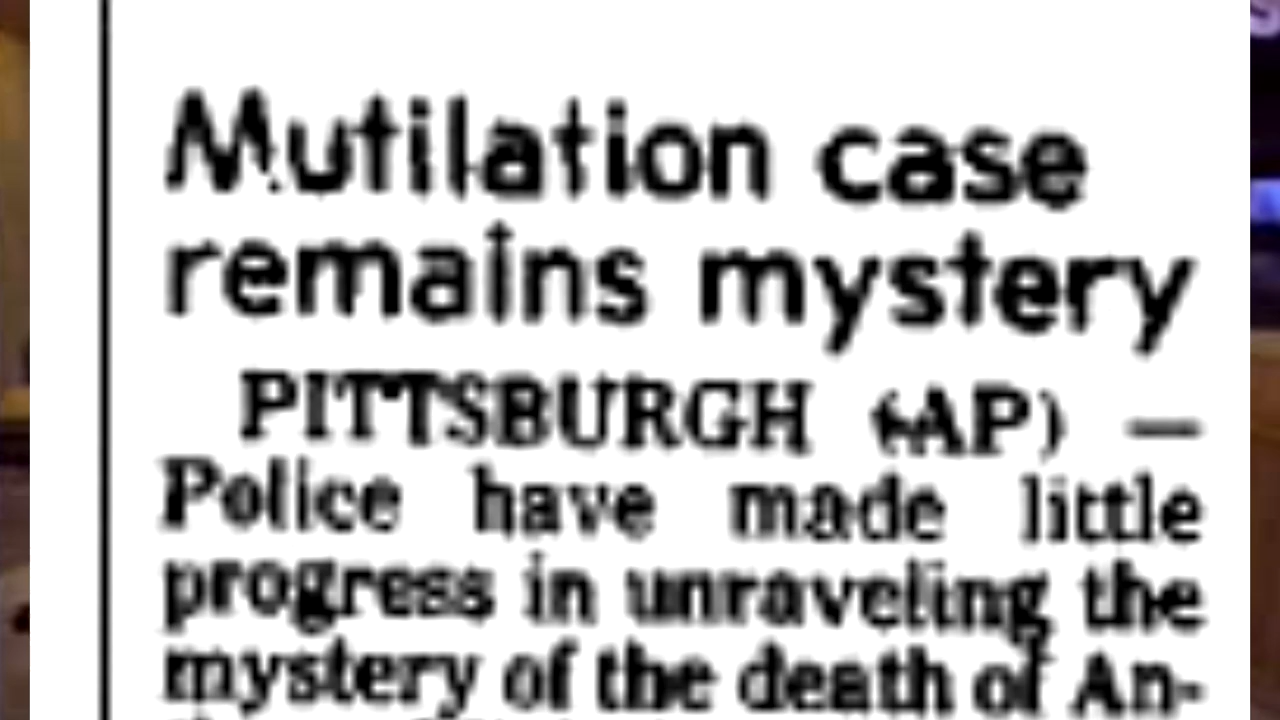 Mutilation case
remains mystery
PITTSBURGH (AP) —
Police have made little
progress in unraveling the
mystery of the death of An-